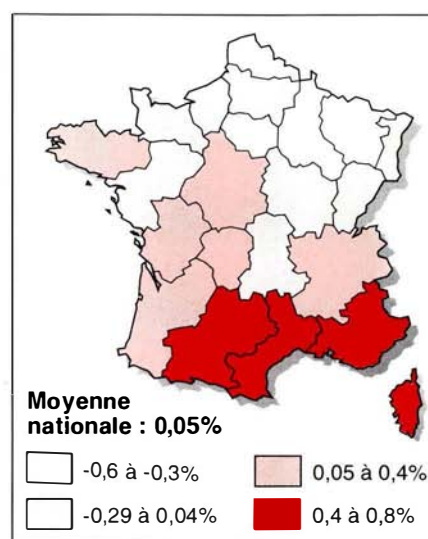 Moyenne
nationale : 0,05%
-0,6 à -0,3%
-0,29 à 0,04%
0,05 à 0,4%
0,4 à 0,8%